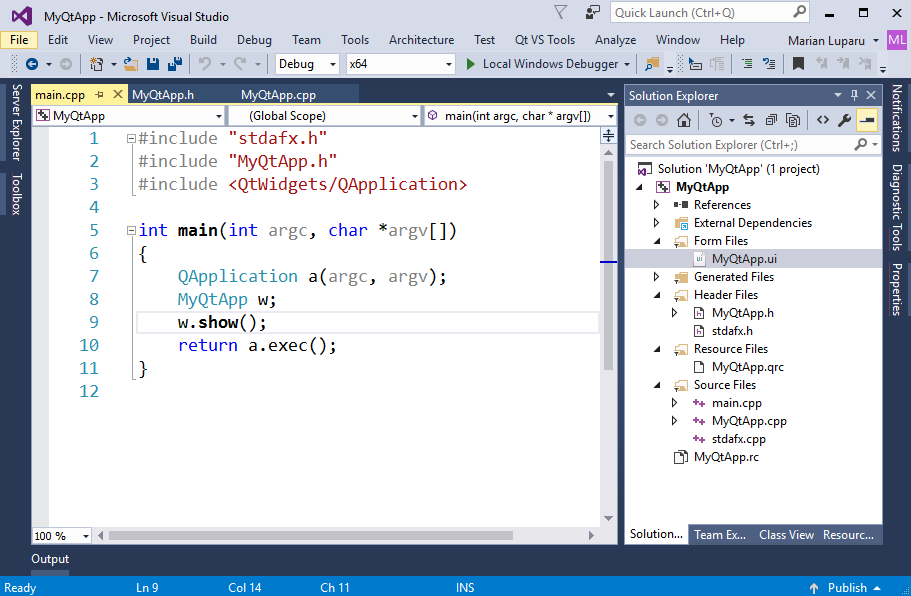 MyQtApp - Microsoft Visual Studio
Quick Launch (Ctrl+Q)
File Edit View Project Build Debug Team Tools Architecture Test Qt VS Tools Analyze Window Help Marian Luparu ML
Debug x64 Local Windows Debugger
Server Explorer
Toolbox
main.cpp MyQtApp.h MyQtApp.cpp
MyQtApp (Global Scope) main(int argc, char * argv[])
1 #include "stdafx.h"
2 #include "MyQtApp.h"
3 #include <QtWidgets/QApplication>
4
5 int main(int argc, char *argv[])
6 {
7 QApplication a(argc, argv);
8 MyQtApp w;
9 w.show();
10 return a.exec();
11 }
12
100 %
Solution Explorer
Search Solution Explorer (Ctrl+;)
Solution 'MyQtApp' (1 project)
MyQtApp
References
External Dependencies
Form Files
ui MyQtApp.ui
Generated Files
Header Files
h MyQtApp.h
h stdafx.h
Resource Files
MyQtApp.qrc
Source Files
++ main.cpp
++ MyQtApp.cpp
++ stdafx.cpp
MyQtApp.rc
Solution... Team Ex... Class View Resourc...
Notifications
Diagnostic Tools
Properties
Output
Ready Ln 9 Col 14 Ch 11 INS Publish